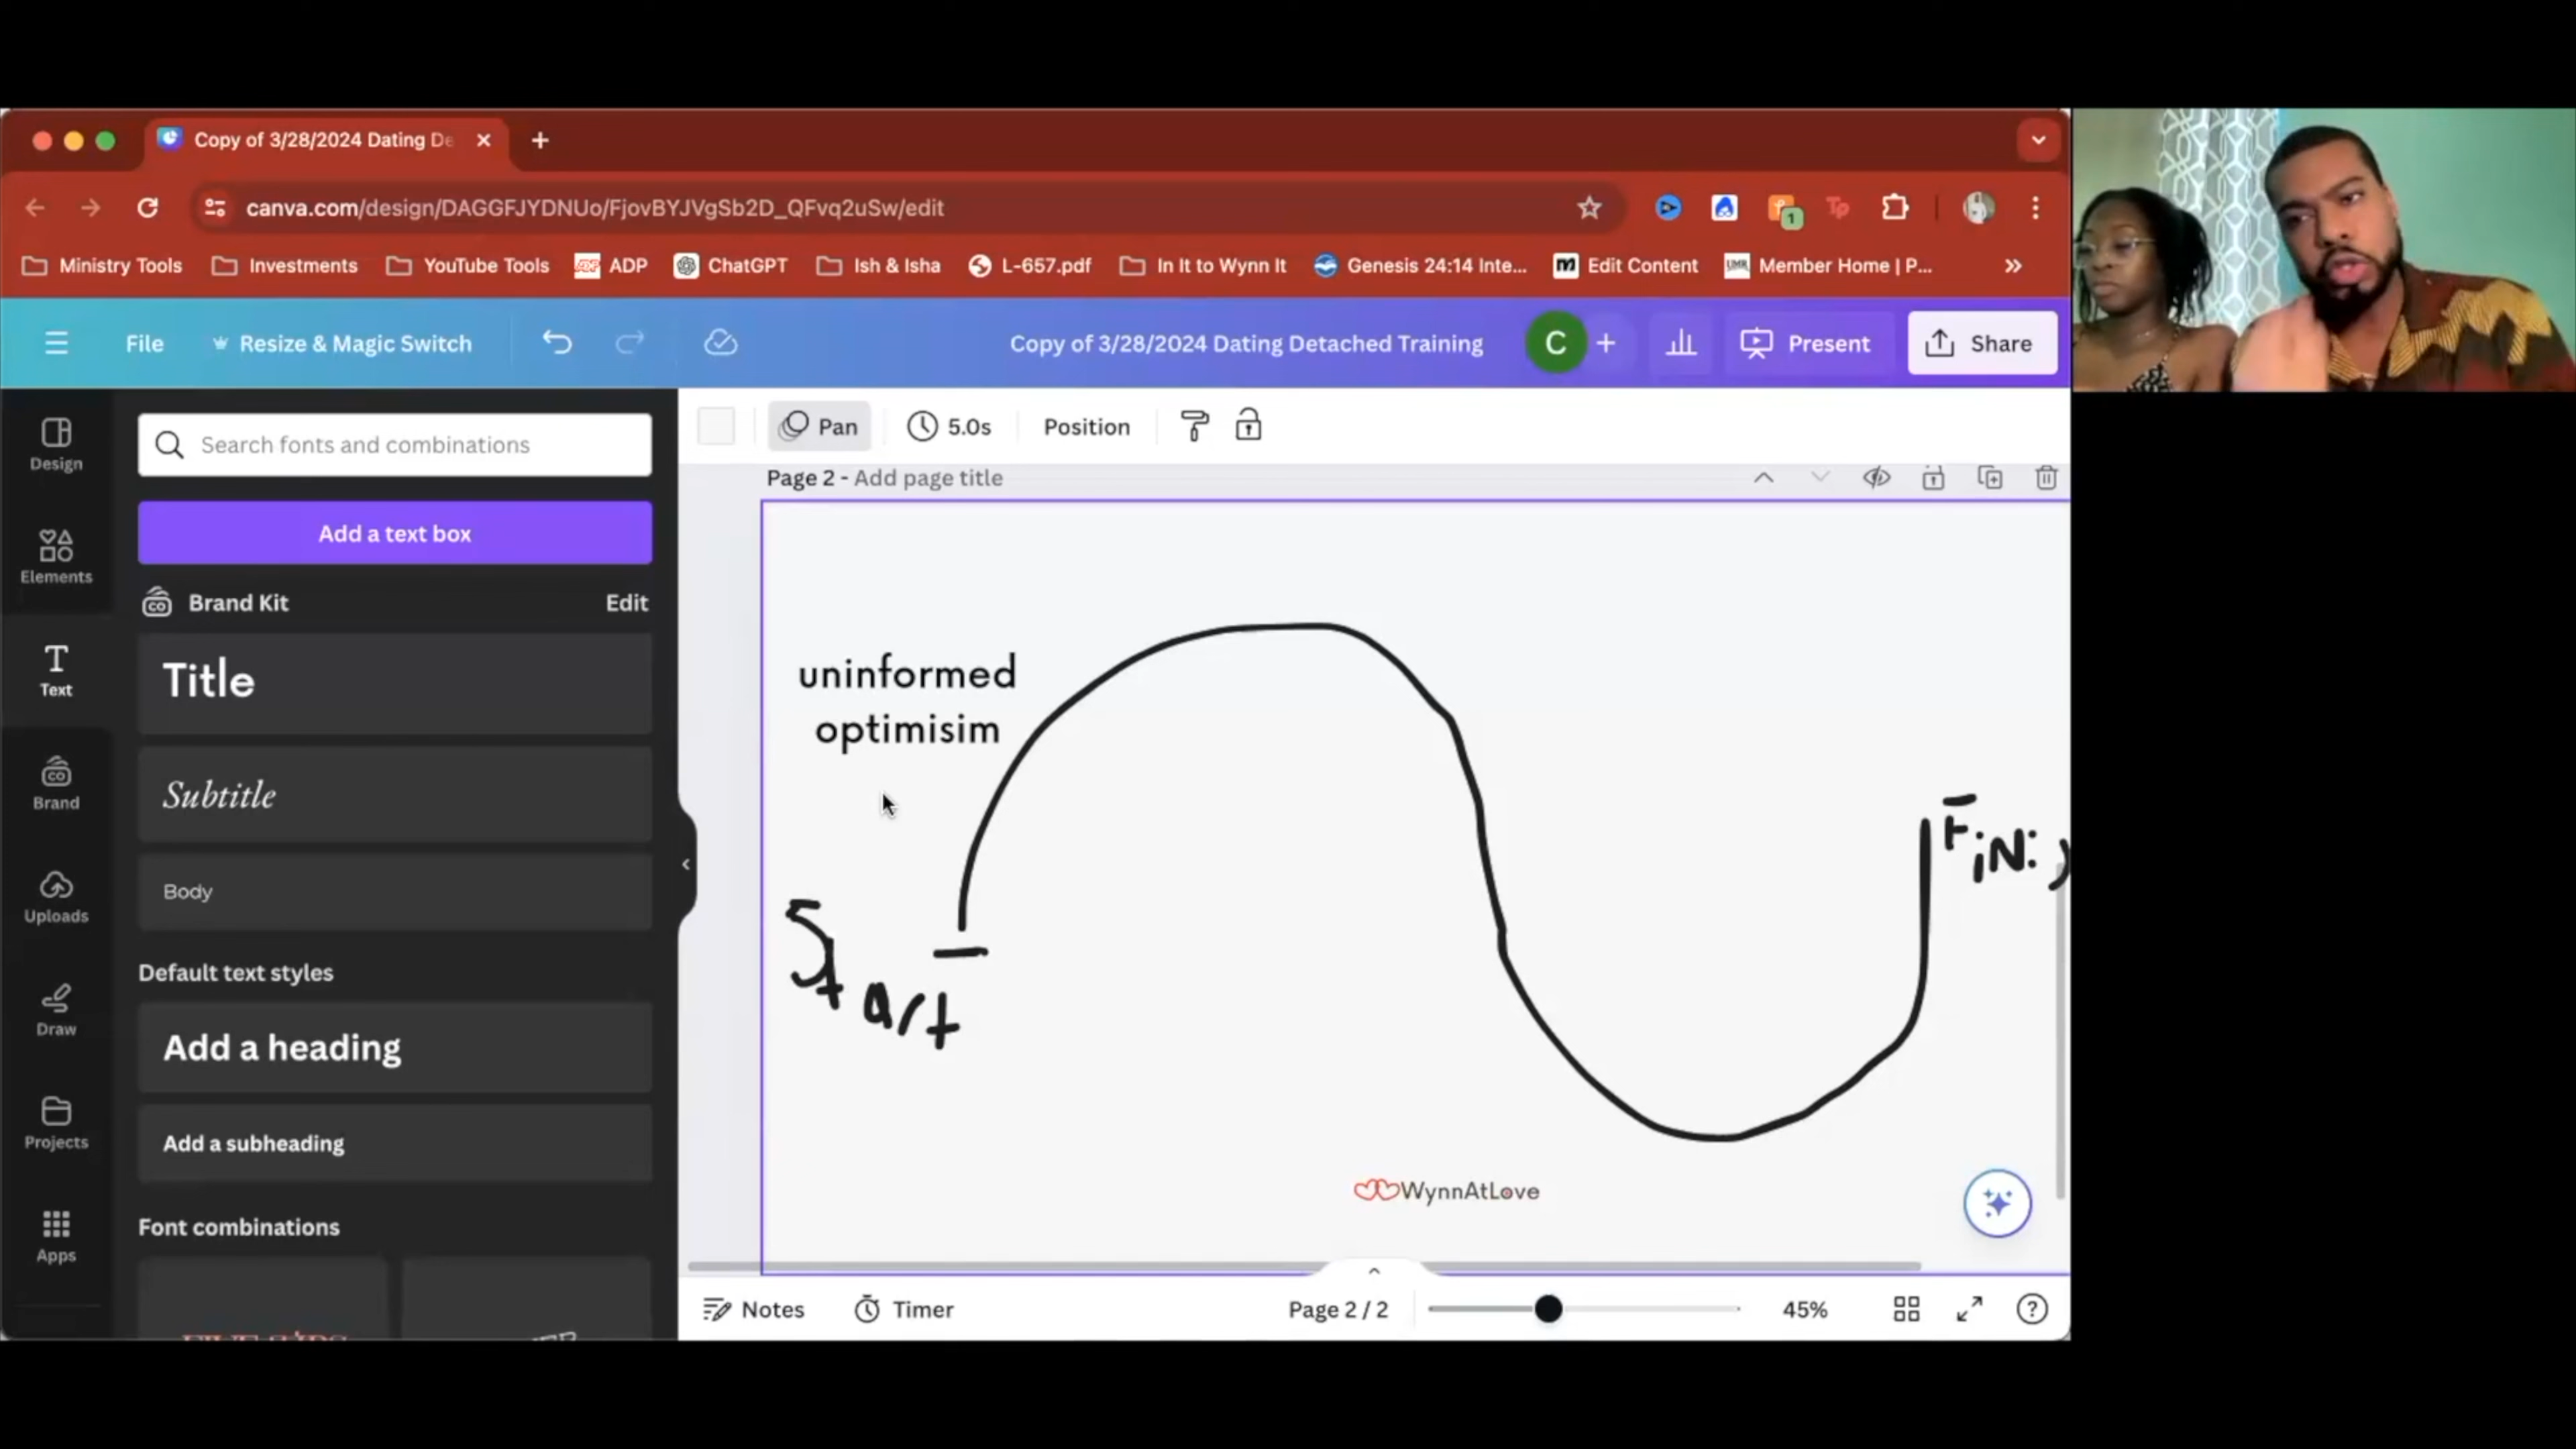 Copy of 3/28/2024 Dating De
canva.com/design/DAGGFJYDNUo/FjovBYJVgSb2D_QFvq2uSw/edit
1
Tp
Ministry Tools
Investments
YouTube Tools
ADP
ChatGPT
Ish & Isha
L-657.pdf
In It to Wynn It
Genesis 24:14 Inte...
Edit Content
UMR
Member Home | P...
File
Resize & Magic Switch
Copy of 3/28/2024 Dating Detached Training
C
Present
Share
Design
Elements
Text
Brand
Uploads
Draw
Projects
Apps
Search fonts and combinations
Add a text box
Brand Kit
Edit
Title
Subtitle
Body
Default text styles
Add a heading
Add a subheading
Font combinations
Pan
5.0s
Position
Page 2 - Add page title
uninformed
optimisim
Start
WynnAtLove
Notes
Timer
Page 2 / 2
45%